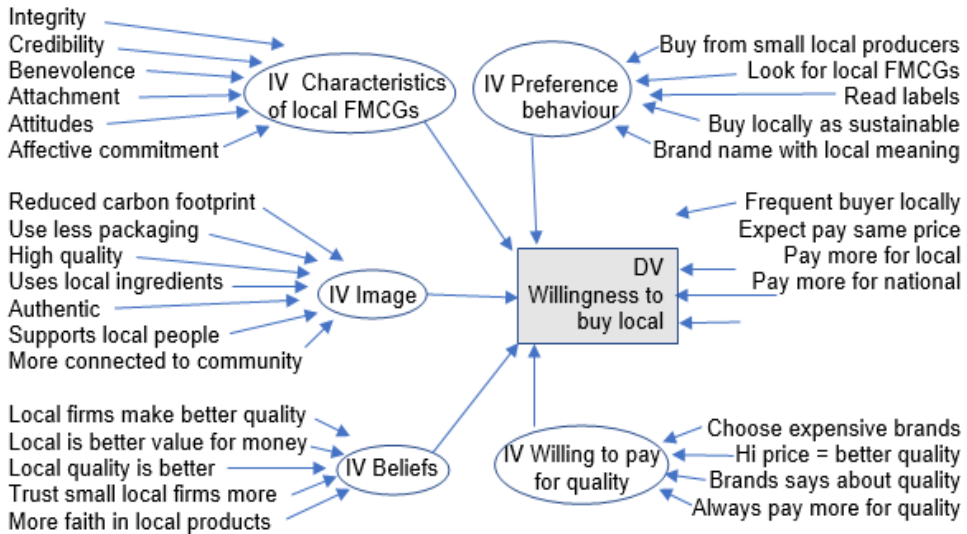 Integrity
Credibility
Benevolence
Attachment
Attitudes
Affective commitment
IV Characteristics
of local FMCGs
IV Preference
behaviour
Buy from small local producers
Look for local FMCGs
Read labels
Buy locally as sustainable
Brand name with local meaning
Reduced carbon footprint
Use less packaging
High quality
Uses local ingredients
Authentic
Supports local people
More connected to community
IV Image
DV
Willingness to
buy local
Frequent buyer locally
Expect pay same price
Pay more for local
Pay more for national
Local firms make better quality
Local is better value for money
Local quality is better
Trust small local firms more
More faith in local products
IV Beliefs
IV Willing to pay
for quality
Choose expensive brands
Hi price = better quality
Brands says about quality
Always pay more for quality